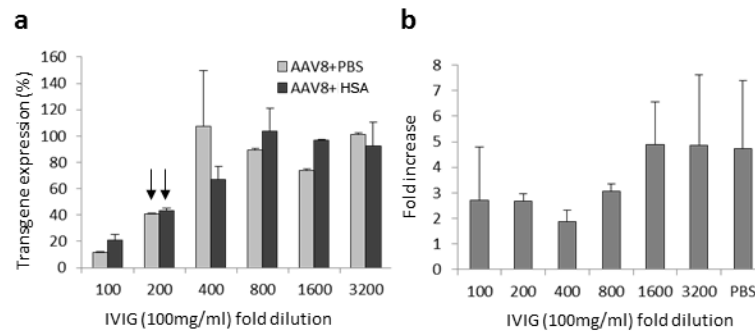 a
b
Transgene expression (%)
160
140
120
100
80
60
40
20
0
AAV8+PBS
AAV8+ HSA
100 200 400 800 1600 3200
IVIG (100mg/ml) fold dilution
Fold increase
8
7
6
5
4
3
2
1
0
100 200 400 800 1600 3200 PBS
IVIG (100mg/ml) fold dilution